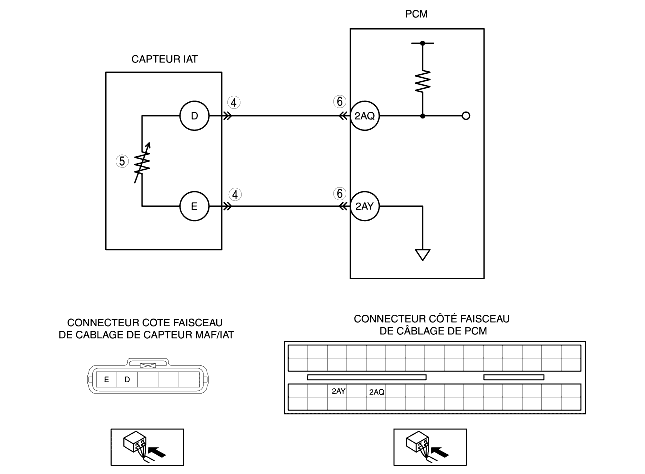 PCM
CAPTEUR IAT
D
4
6
2AQ
5
E
4
6
2AY
CONNECTEUR COTE FAISCEAU
DE CABLAGE DE CAPTEUR MAF/IAT
E D
CONNECTEUR CÔTÉ FAISCEAU
DE CÂBLAGE DE PCM
2AY 2AQ